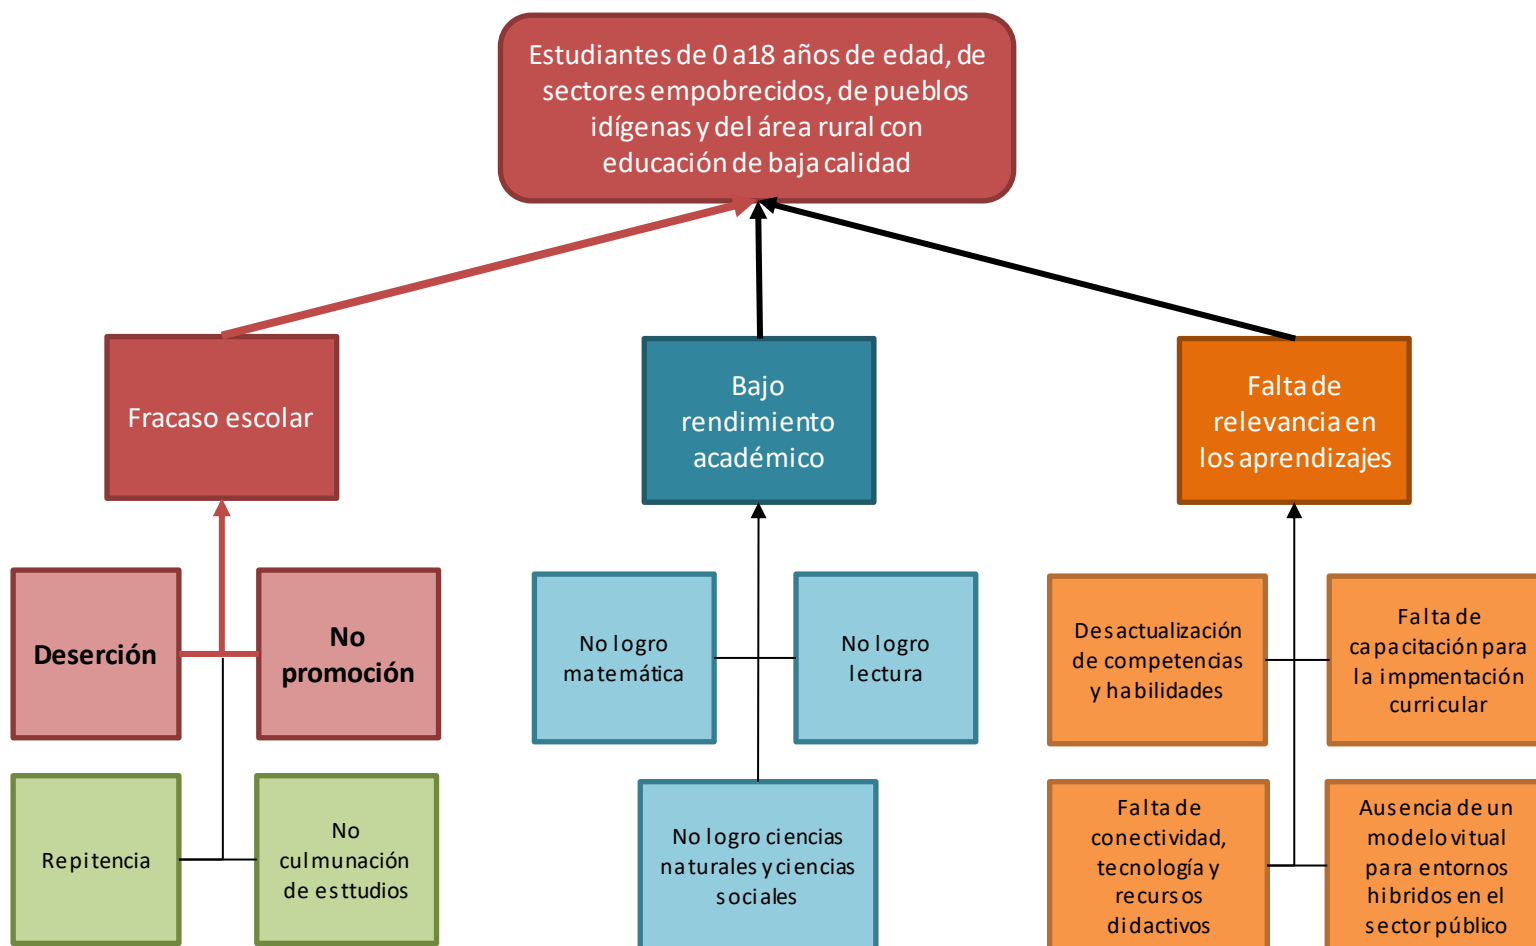 Estudiantes de 0 a18 años de edad, de
sectores empobrecidos, de pueblos
idígenas y del área rural con
educación de baja calidad
Fracaso escolar
Bajo
rendimiento
académico
Falta de
relevancia en
los aprendizajes
Deserción
No
promoción
No logro
matemática
No logro
lectura
Desactualización
de competencias
y habilidades
Falta de
capacitación para
la impmentación
curricular
Repitencia
No
culmunación
de esttudios
No logro ciencias
naturales y ciencias
sociales
Falta de
conectividad,
tecnología y
recursos
didactivos
Ausencia de un
modelo vitual
para entornos
hibridos en el
sector público